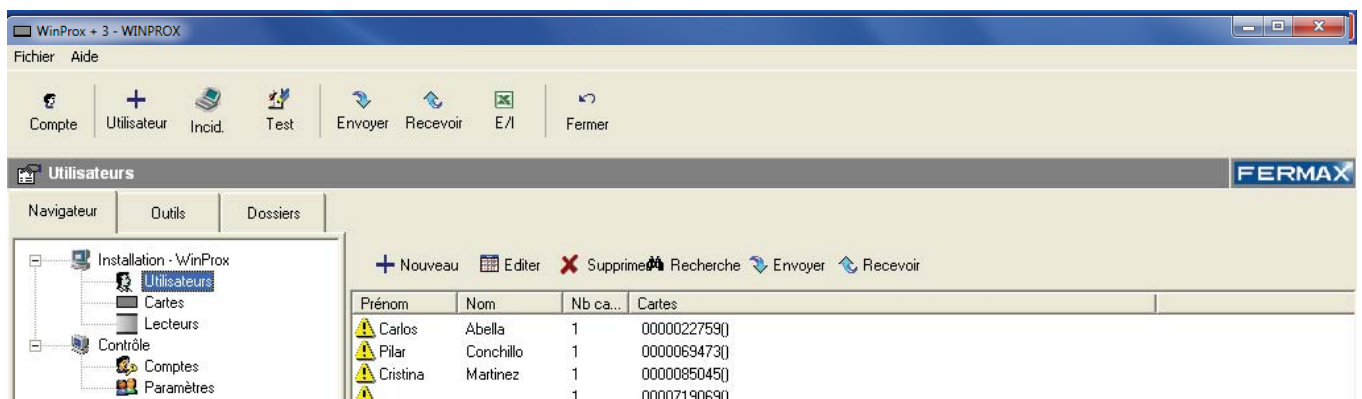 WinProx + 3 - WINPROX
Fichier Aide
Compte Utilisateur Incid. Test Envoyer Recevoir E/I Fermer
Utilisateurs FERMAX
Navigateur Outils Dossiers
Installation - WinProx
Utilisateurs
Cartes
Lecteurs
Contrôle
Comptes
Paramètres
Nouveau Editer Supprime Recherche Envoyer Recevoir
Prénom Nom Nb ca... Cartes
Carlos Abella 1 0000022759()
Pilar Conchillo 1 0000069473()
Cristina Martinez 1 0000085045()
1 0000719069()